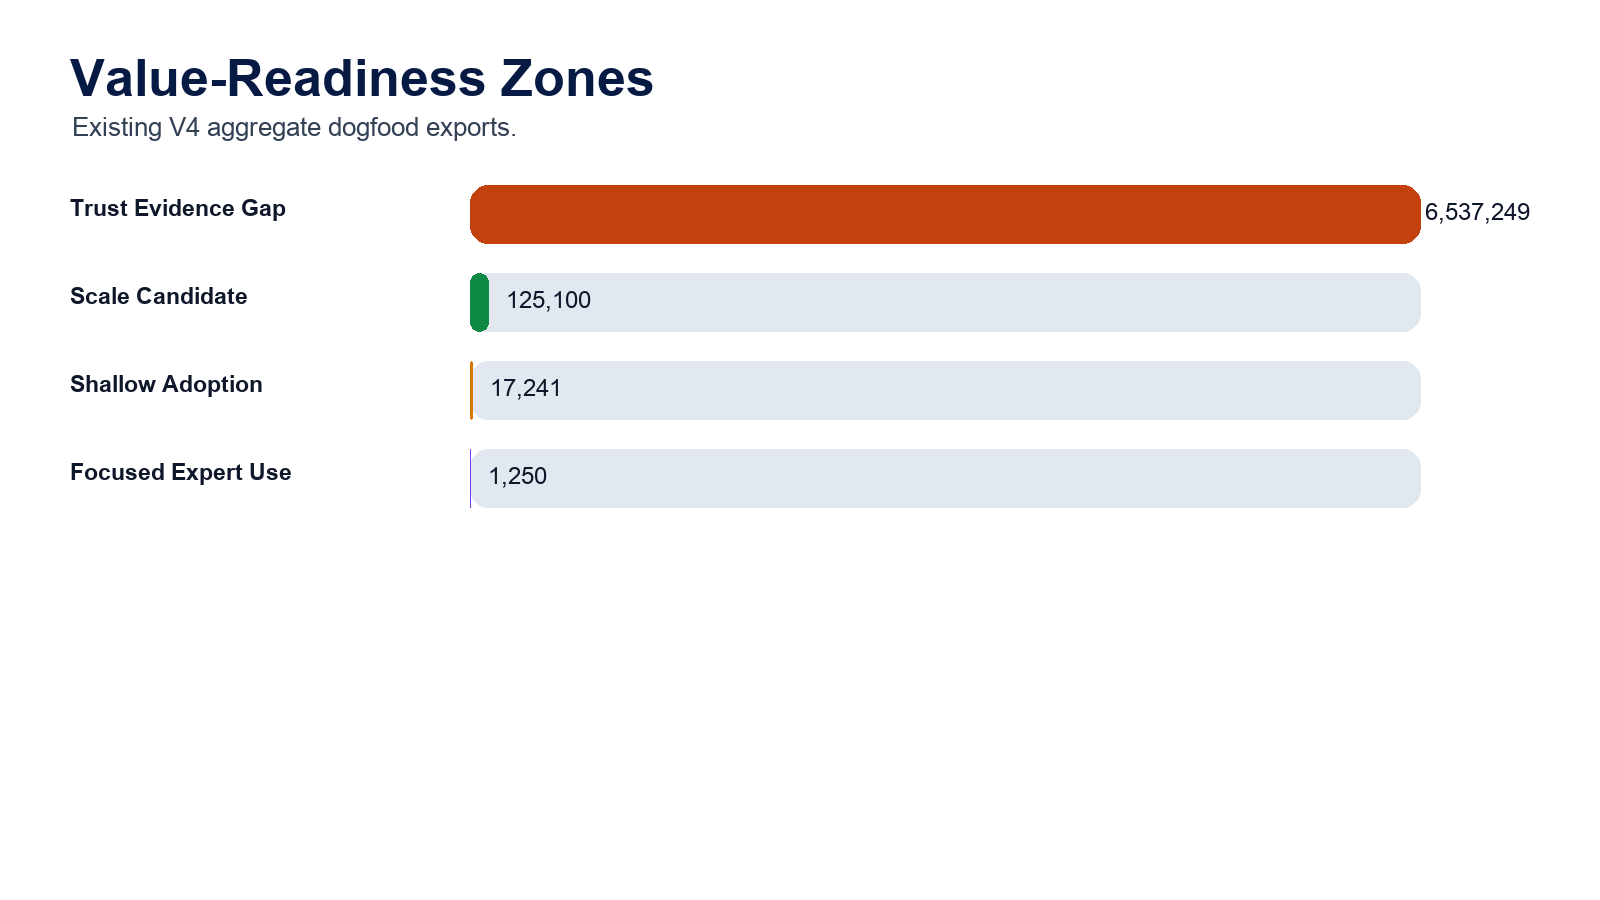 Value-Readiness Zones
Existing V4 aggregate dogfood exports.
Trust Evidence Gap 6,537,249
Scale Candidate 125,100
Shallow Adoption 17,241
Focused Expert Use 1,250